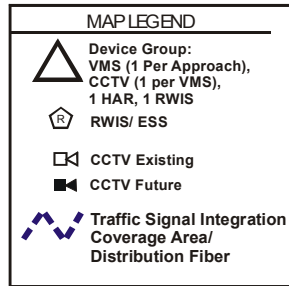 MAP LEGEND
Device Group:
VMS (1 Per Approach),
CCTV (1 per VMS),
1 HAR, 1 RWIS
R RWIS/ ESS
CCTV Existing
CCTV Future
Traffic Signal Integration
Coverage Area/
Distribution Fiber